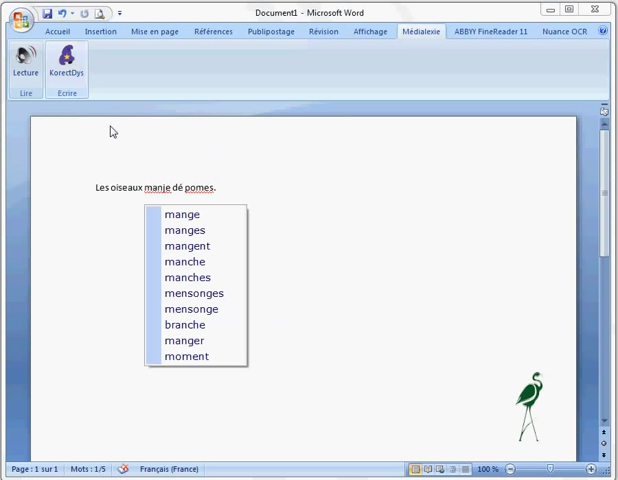 Document1 - Microsoft Word
Accueil Insertion Mise en page Références Publipostage Révision Affichage Médialexie ABBYY FineReader 11 Nuance OCR
Lecture KorectDys
Lire Ecrire
Les oiseaux manje dé pomes.
mange
manges
mangent
manche
manches
mensonges
mensonge
branche
manger
moment
Page : 1 sur 1 Mots : 1/5 Français (France) 100 %